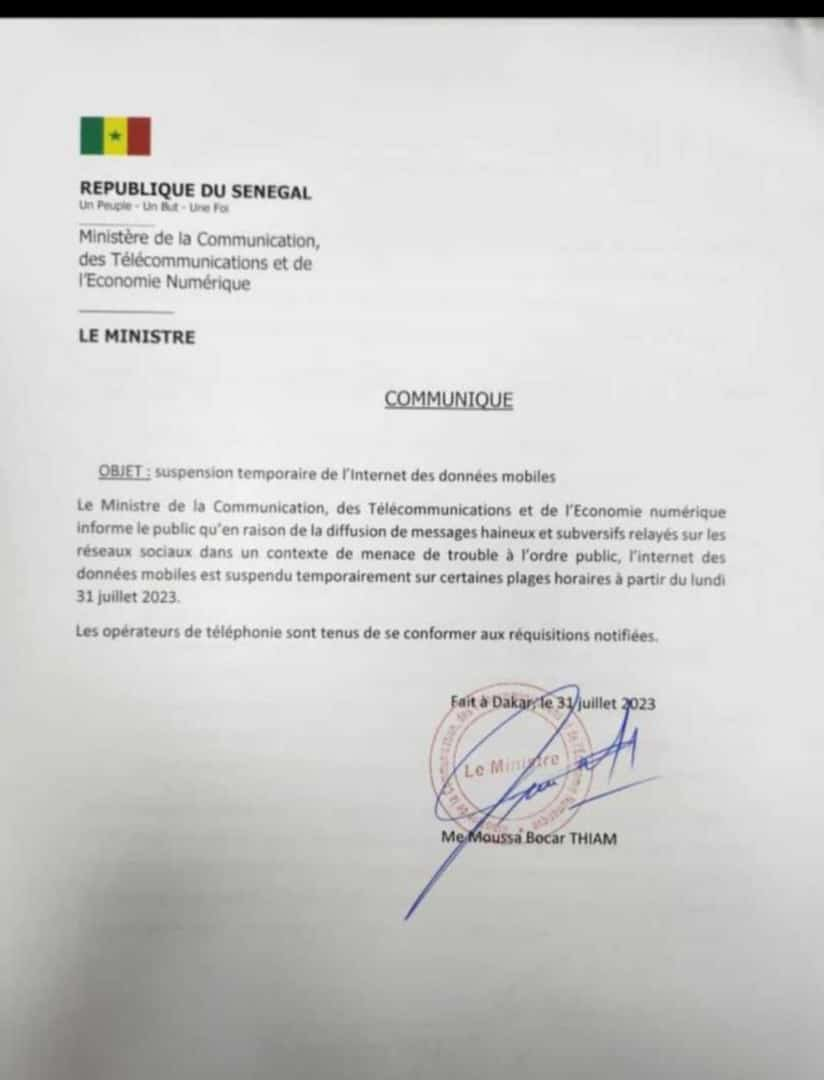 REPUBLIQUE DU SENEGAL
Un Peuple - Un But - Une Foi
Ministère de la Communication,
des Télécommunications et de
l'Economie Numérique
LE MINISTRE
COMMUNIQUE
OBJET : suspension temporaire de l'Internet des données mobiles
Le Ministre de la Communication, des Télécommunications et de l'Economie numérique
informe le public qu'en raison de la diffusion de messages haineux et subversifs relayés sur les
réseaux sociaux dans un contexte de menace de trouble à l'ordre public, l'internet des
données mobiles est suspendu temporairement sur certaines plages horaires à partir du lundi
31 juillet 2023.
Les opérateurs de téléphonie sont tenus de se conformer aux réquisitions notifiées.
Fait à Dakar, le 31 juillet 2023
Le Ministre
Me Moussa Bocar THIAM